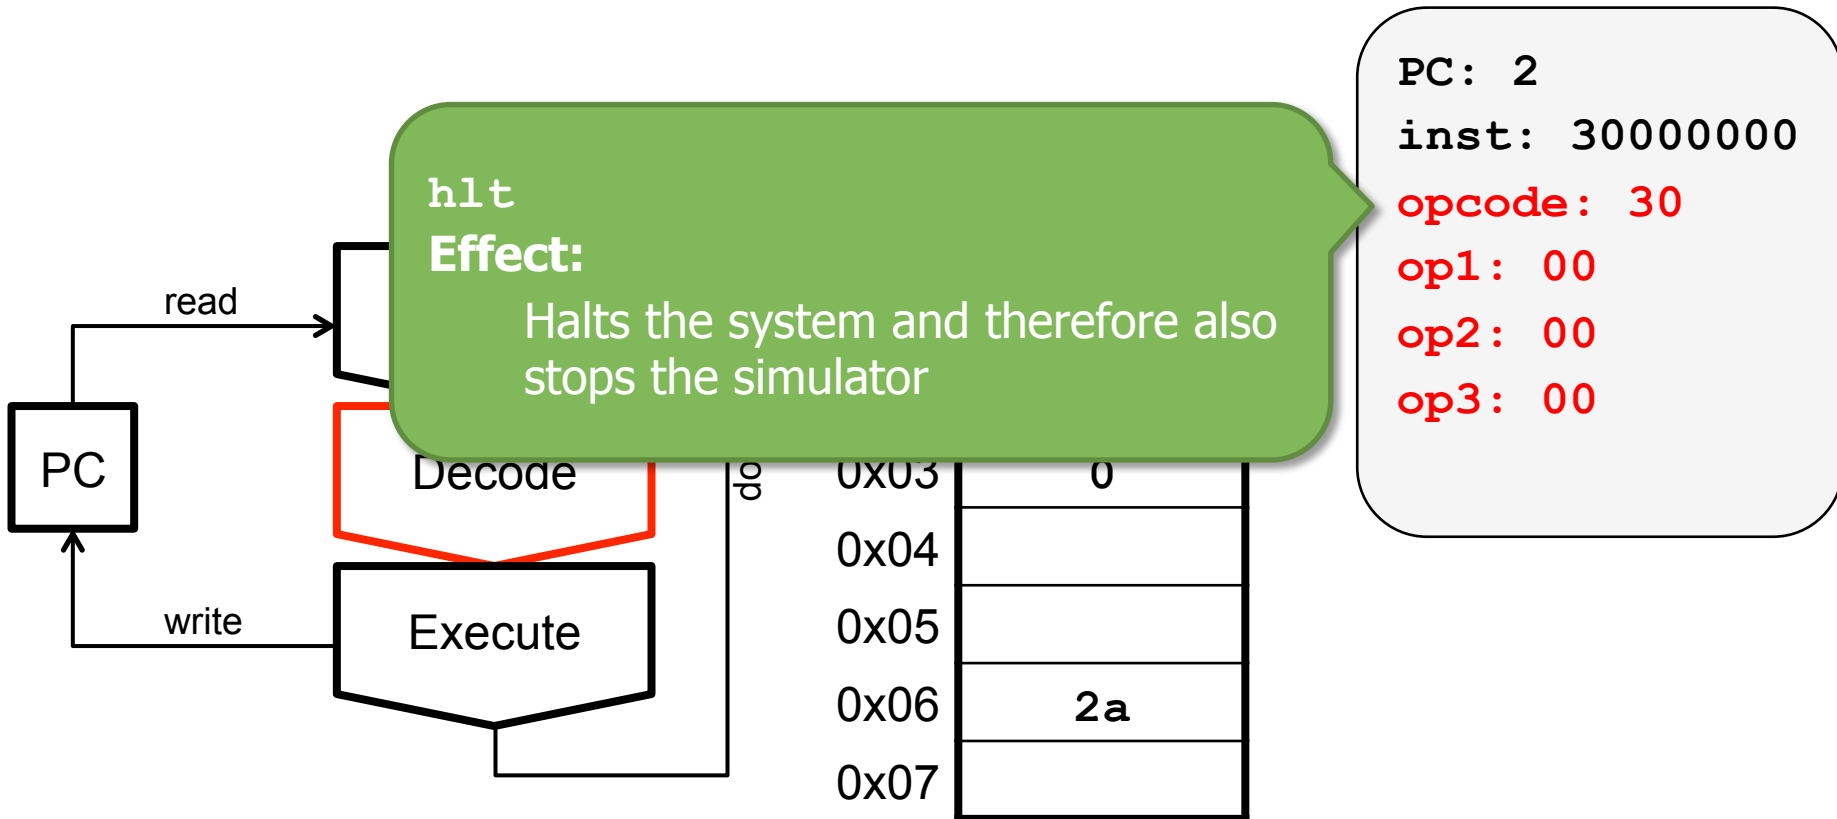 PC: 2
inst: 30000000
opcode: 30
op1: 00
op2: 00
op3: 00
hlt
Effect:
Halts the system and therefore also
stops the simulator
read
PC
Decode
write
Execute
0x03 0
0x04
0x05
0x06 2a
0x07